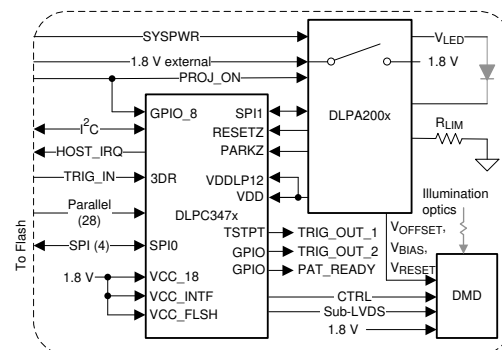 SYSPWR
1.8 V external
PROJ_ON
DLPA200x
VLED
1.8 V
RLIM
GPIO_8
SPI1
I2C
RESETZ
HOST_IRQ
PARKZ
TRIG_IN
3DR
VDDLP12
VDD
Parallel
(28)
DLPC347x
Illumination
optics
To Flash
SPI (4)
SPI0
TSTPT
TRIG_OUT_1
GPIO
TRIG_OUT_2
GPIO
PAT_READY
VOFFSET,
VBIAS,
VRESET
1.8 V
VCC_18
VCC_INTF
VCC_FLSH
CTRL
Sub-LVDS
1.8 V
DMD